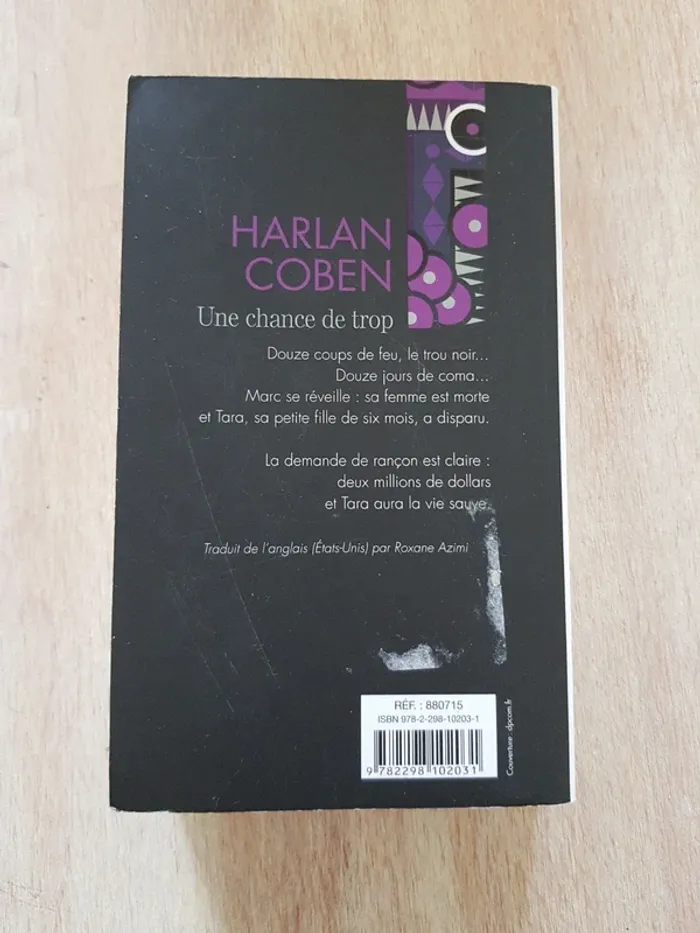 HARLAN
COBEN
Une chance de trop
Douze coups de feu, le trou noir...
Douze jours de coma...
Marc se réveille : sa femme est morte
et Tara, sa petite fille de six mois, a disparu.
La demande de rançon est claire :
deux millions de dollars
et Tara aura la vie sauve
Traduit de l'anglais (États-Unis) par Roxane Azimi
RÉF. : 880715
ISBN 978-2-298-10203-1
9 782298 102031
Couverture : dpcom.fr